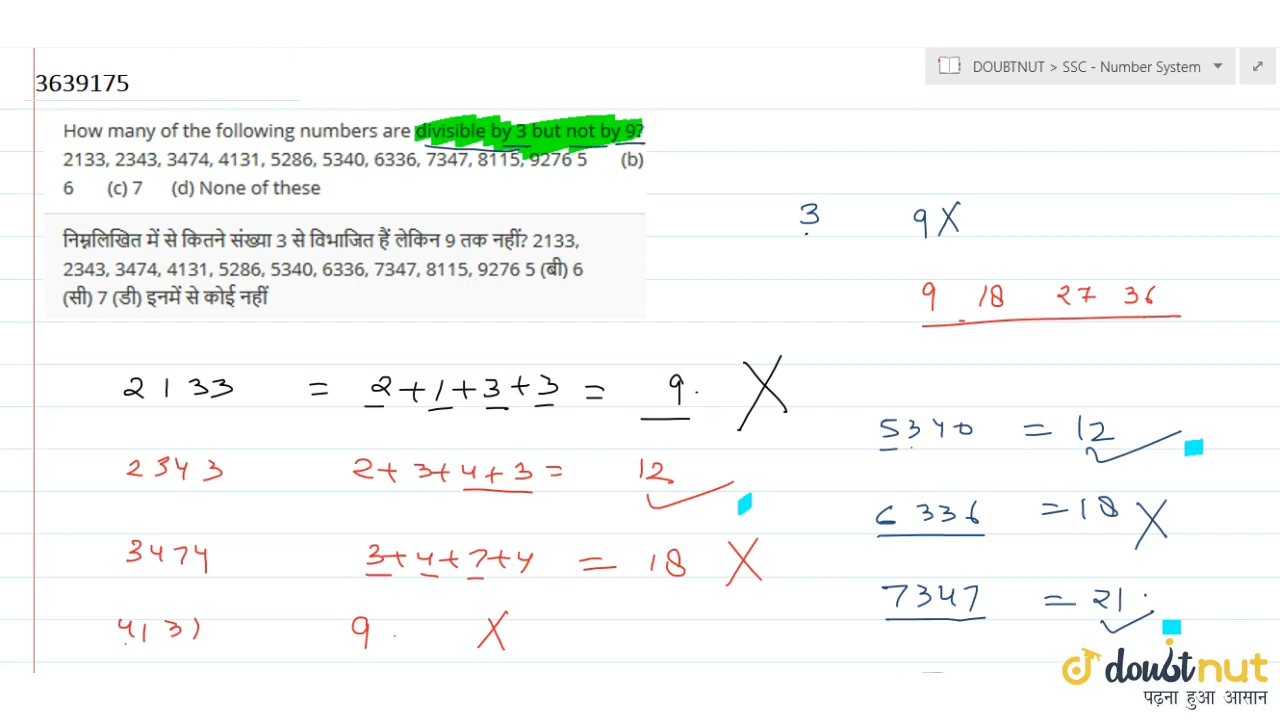 3639175
DOUBTNUT > SSC - Number System
How many of the following numbers are divisible by 3 but not by 9?
2133, 2343, 3474, 4131, 5286, 5340, 6336, 7347, 8115, 9276 5 (b)
6 (c) 7 (d) None of these
निम्नलिखित में से कितने संख्या 3 से विभाजित हैं लेकिन 9 तक नहीं? 2133,
2343, 3474, 4131, 5286, 5340, 6336, 7347, 8115, 9276 5 (बी) 6
(सी) 7 (डी) इनमें से कोई नहीं
3 9 X
9 18 27 36
2133 = 2+1+3+3 = 9. X
2343 2+3+4+3 = 12
3474 3+4+7+4 = 18 X
4131 9 X
5340 = 12
6336 = 18 X
7347 = 21
doubtnut
पढ़ना हुआ आसान